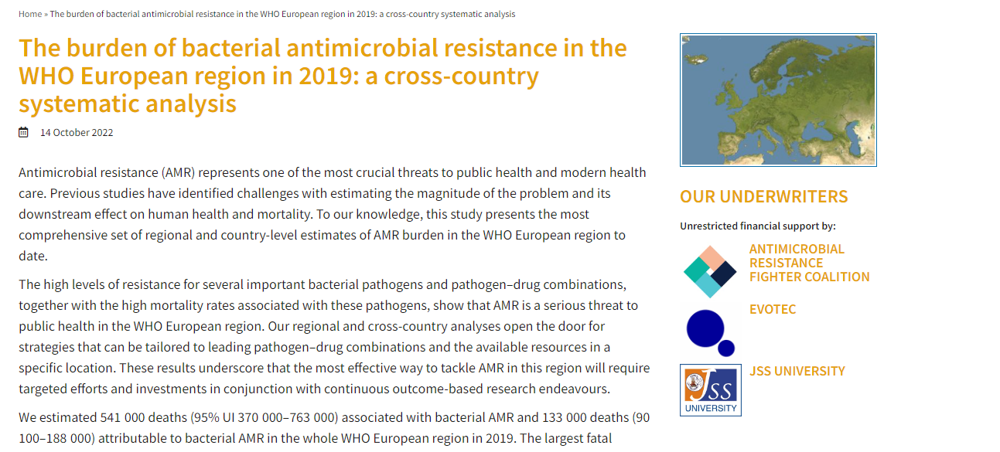 Home » The burden of bacterial antimicrobial resistance in the WHO European region in 2019: a cross-country systematic analysis
The burden of bacterial antimicrobial resistance in the
WHO European region in 2019: a cross-country
systematic analysis
14 October 2022
Antimicrobial resistance (AMR) represents one of the most crucial threats to public health and modern health
care. Previous studies have identified challenges with estimating the magnitude of the problem and its
downstream effect on human health and mortality. To our knowledge, this study presents the most
comprehensive set of regional and country-level estimates of AMR burden in the WHO European region to
date.
The high levels of resistance for several important bacterial pathogens and pathogen–drug combinations,
together with the high mortality rates associated with these pathogens, show that AMR is a serious threat to
public health in the WHO European region. Our regional and cross-country analyses open the door for
strategies that can be tailored to leading pathogen–drug combinations and the available resources in a
specific location. These results underscore that the most effective way to tackle AMR in this region will require
targeted efforts and investments in conjunction with continuous outcome-based research endeavours.
We estimated 541 000 deaths (95% UI 370 000–763 000) associated with bacterial AMR and 133 000 deaths (90
100–188 000) attributable to bacterial AMR in the whole WHO European region in 2019. The largest fatal
OUR UNDERWRITERS
Unrestricted financial support by:
ANTIMICROBIAL
RESISTANCE
FIGHTER COALITION
EVOTEC
JSS
UNIVERSITY
JSS UNIVERSITY